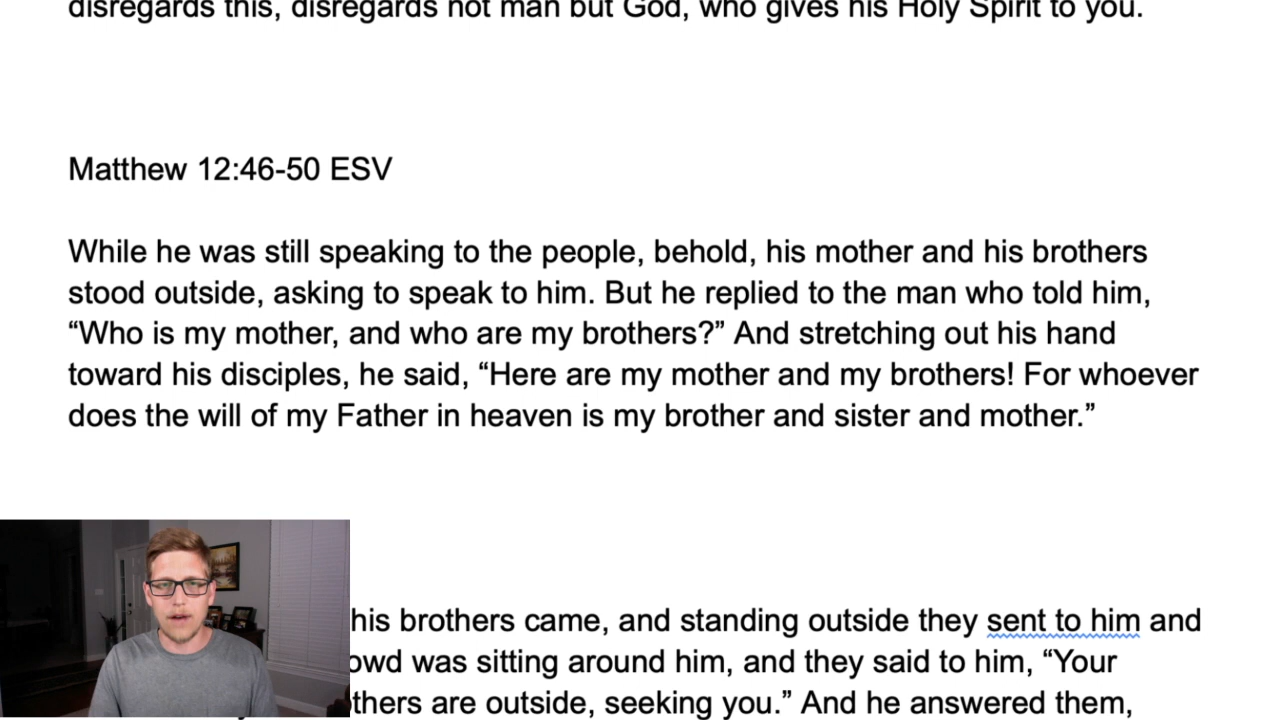 disregards this, disregards not man but God, who gives his Holy Spirit to you.
Matthew 12:46-50 ESV
While he was still speaking to the people, behold, his mother and his brothers
stood outside, asking to speak to him. But he replied to the man who told him,
“Who is my mother, and who are my brothers?” And stretching out his hand
toward his disciples, he said, “Here are my mother and my brothers! For whoever
does the will of my Father in heaven is my brother and sister and mother.”
his brothers came, and standing outside they sent to him and
was sitting around him, and they said to him, “Your
are outside, seeking you.” And he answered them,